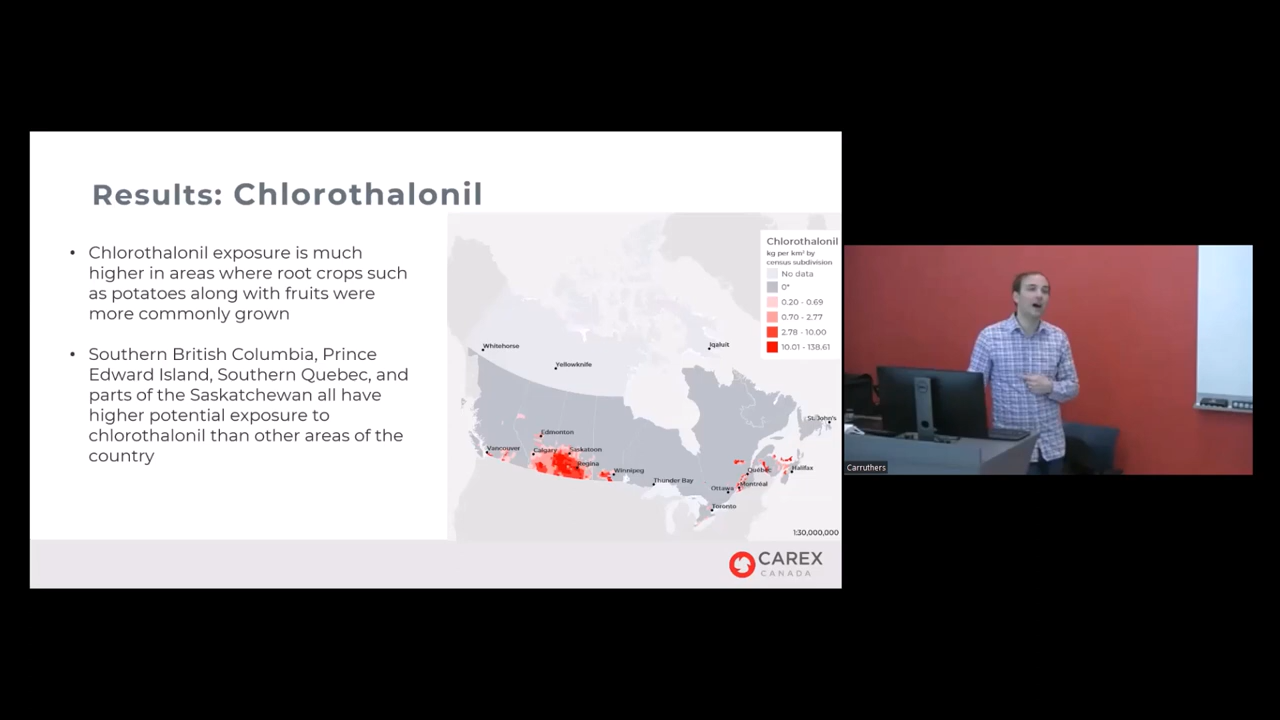 Results: Chlorothalonil
• Chlorothalonil exposure is much
higher in areas where root crops such
as potatoes along with fruits were
more commonly grown
• Southern British Columbia, Prince
Edward Island, Southern Quebec, and
parts of the Saskatchewan all have
higher potential exposure to
chlorothalonil than other areas of the
country
Chlorothalonil
kg per km² by
census subdivision
No data
0*
0.20 - 0.69
0.70 - 2.77
2.78 - 10.00
10.01 - 138.61
Whitehorse
Yellowknife
Iqaluit
St. John's
Edmonton
Vancouver
Calgary
Saskatoon
Regina
Winnipeg
Thunder Bay
Ottawa
Québec
Montréal
Halifax
Toronto
1:30,000,000
CAREX
CANADA
Carruthers